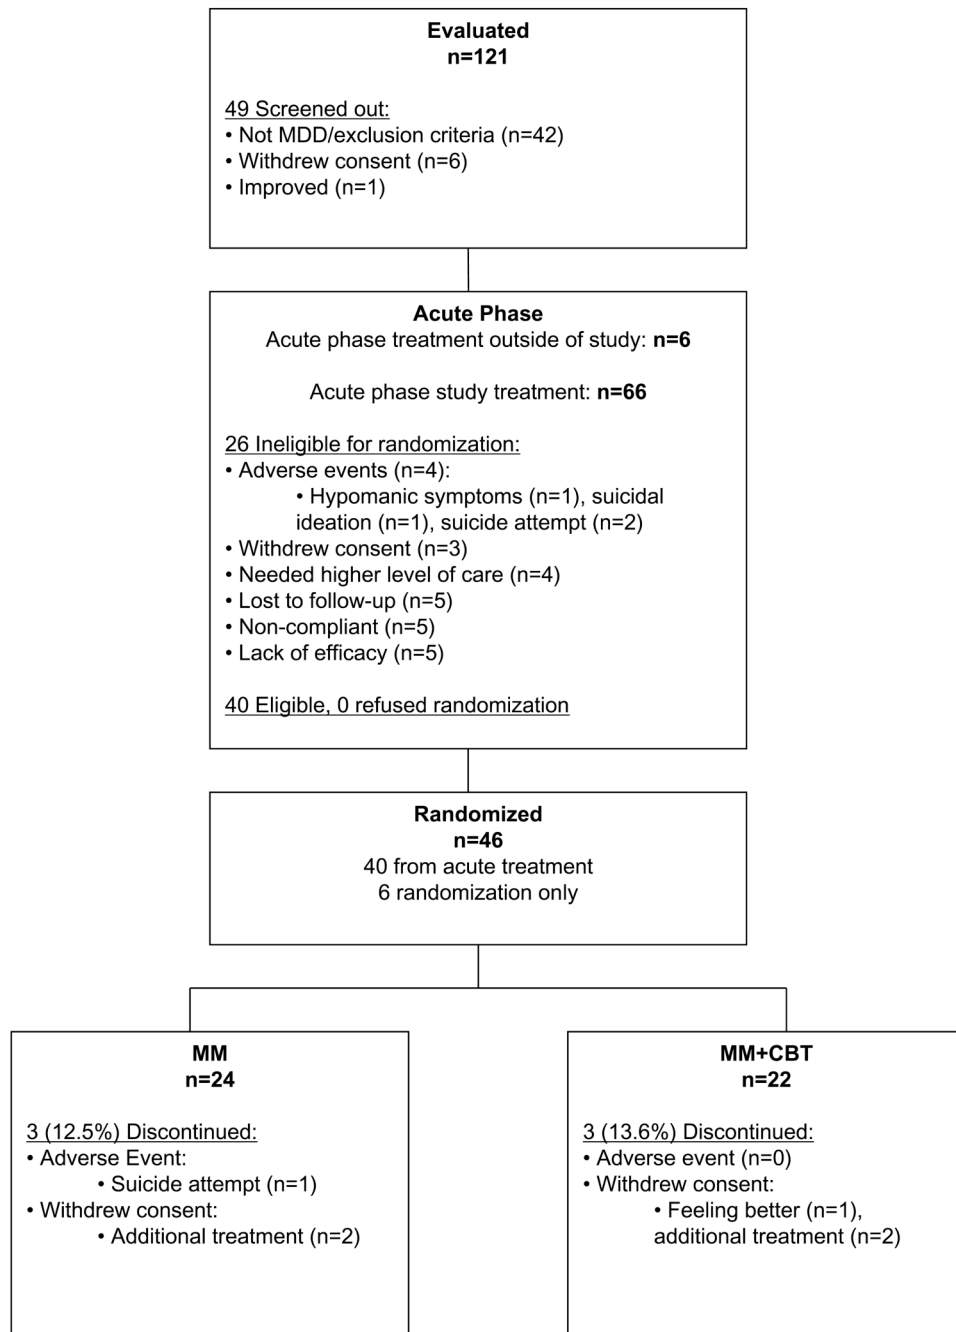 Evaluated
n=121
49 Screened out:
• Not MDD/exclusion criteria (n=42)
• Withdrew consent (n=6)
• Improved (n=1)
Acute Phase
Acute phase treatment outside of study: n=6
Acute phase study treatment: n=66
26 Ineligible for randomization:
• Adverse events (n=4):
• Hypomanic symptoms (n=1), suicidal
ideation (n=1), suicide attempt (n=2)
• Withdrew consent (n=3)
• Needed higher level of care (n=4)
• Lost to follow-up (n=5)
• Non-compliant (n=5)
• Lack of efficacy (n=5)
40 Eligible, 0 refused randomization
Randomized
n=46
40 from acute treatment
6 randomization only
MM
n=24
3 (12.5%) Discontinued:
• Adverse Event:
• Suicide attempt (n=1)
• Withdrew consent:
• Additional treatment (n=2)
MM+CBT
n=22
3 (13.6%) Discontinued:
• Adverse event (n=0)
• Withdrew consent:
• Feeling better (n=1),
additional treatment (n=2)